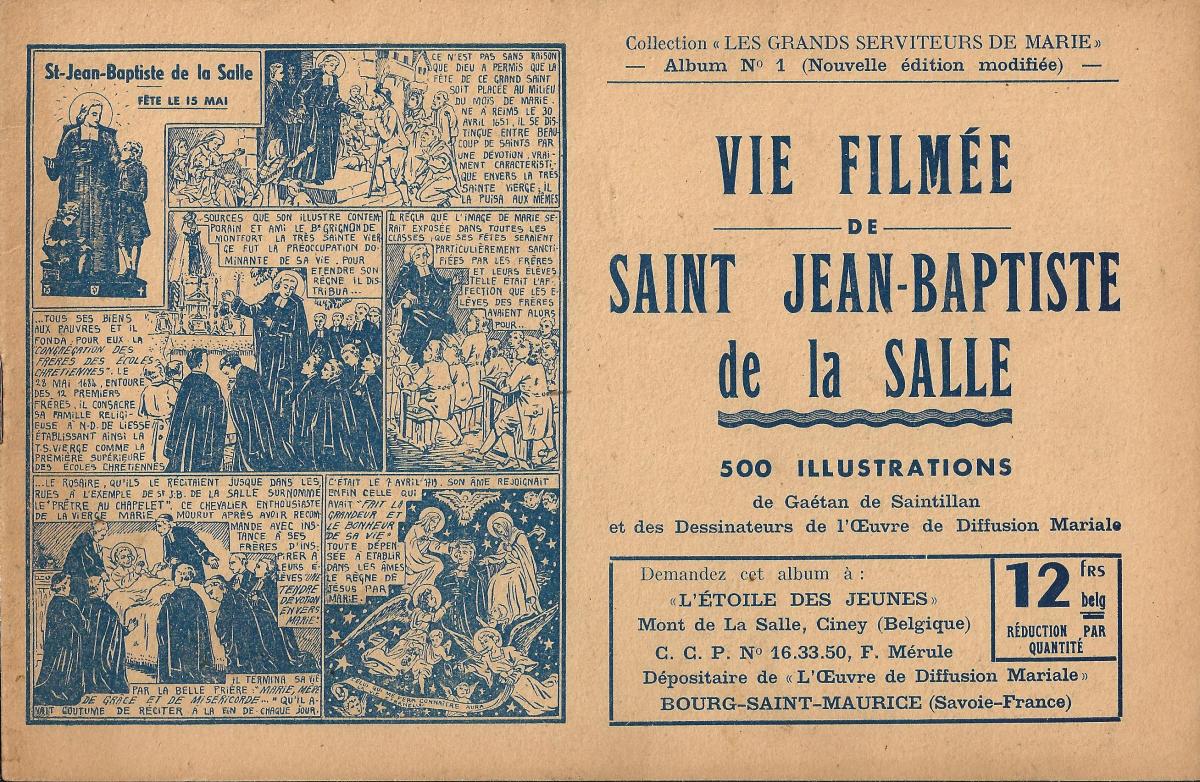 St-Jean-Baptiste de la Salle
FÊTE LE 15 MAI
CE N'EST PAS SANS RAISON
QUE DIEU A PERMIS QUE LA
FÊTE DE CE GRAND SAINT
SOIT PLACÉE AU MILIEU
DU MOIS DE MARIE.
NÉ A REIMS LE 30
AVRIL 1651, IL SE DIS-
TINGUE ENTRE BEAU-
COUP DE SAINTS PAR
UNE DÉVOTION, VRAI-
MENT CARACTERISTI-
QUE ENVERS LA TRÈS
SAINTE VIERGE; IL
LA PUISA AUX MÊMES
...SOURCES QUE SON ILLUSTRE CONTEM-
PORAIN ET AMI LE Bx GRIGNON DE
MONTFORT LA TRÈS SAINTE VIER-
GE FUT LA PRÉOCCUPATION DO-
MINANTE DE SA VIE. POUR
ETENDRE SON
RÈGNE IL DIS-
TRIBUA...
...TOUS SES BIENS
AUX PAUVRES ET IL
FONDA, POUR EUX LA
CONGRÉGATION DES
FRÈRES DES ÉCOLES
CHRÉTIENNES". LE
28 MAI 1684, ENTOURÉ
DES 12 PREMIERS
FRÈRES, IL CONSACRE
SA FAMILLE RELIGI-
EUSE A N-D. DE LIESSE
ÉTABLISSANT AINSI LA
T.S. VIERGE COMME LA
PREMIÈRE SUPÉRIEURE
DES ÉCOLES CHRÉTIENNES
IL RÉGLA QUE L'IMAGE DE MARIE SE-
RAIT EXPOSÉE DANS TOUTES LES
CLASSES, QUE SES FÊTES SERAIENT
PARTICULIÈREMENT SANCTI-
FIÉES PAR LES FRÈRES
ET LEURS ÉLÈVES
TELLE ÉTAIT L'AF-
FECTION QUE LES É-
LÈVES DES FRÈRES
AVAIENT ALORS
POUR...
...LE ROSAIRE, QU'ILS LE RÉCITAIENT JUSQUE DANS LES
RUES A L'EXEMPLE DE St J.B. DE LA SALLE SURNOMMÉ
LE "PRÊTRE AU CHAPELET" CE CHEVALIER ENTHOUSIASTE
DE LA VIERGE MARIE, MOURUT APRÈS AVOIR RECOM-
MANDÉ AVEC INS-
TANCE A SES
FRÈRES D'INS-
PIRER A
LEURS É-
LÈVES "UNE
TENDRE
DÉVOTION
ENVERS
MARIE"
IL TERMINA SA VIE
PAR LA BELLE PRIÈRE: "MARIE, MÈRE
DE GRÂCE ET DE MISÉRICORDE..." QU'IL A-
VAIT COUTUME DE RÉCITER À LA FIN DE CHAQUE JOUR.
C'ÉTAIT LE 7 AVRIL 1719. SON ÂME REJOIGNAIT
ENFIN CELLE QUI
AVAIT "FAIT LA
GRANDEUR ET
LE BONHEUR
DE SA VIE"
TOUTE DÉPEN-
SÉE A ÉTABLIR
DANS LES ÂMES
LE RÈGNE DE
JÉSUS PAR
MARIE.
Collection « LES GRANDS SERVITEURS DE MARIE »
— Album No 1 (Nouvelle édition modifiée) —
VIE FILMÉE
DE
SAINT JEAN-BAPTISTE
de la SALLE
500 ILLUSTRATIONS
de Gaétan de Saintillan
et des Dessinateurs de l'Œuvre de Diffusion Mariale
Demandez cet album à :
« L'ÉTOILE DES JEUNES »
Mont de La Salle, Ciney (Belgique)
C. C. P. No 16.33.50, F. Mérule
Dépositaire de « L'Œuvre de Diffusion Mariale »
BOURG-SAINT-MAURICE (Savoie-France)
12 frs
belg
RÉDUCTION PAR
QUANTITÉ